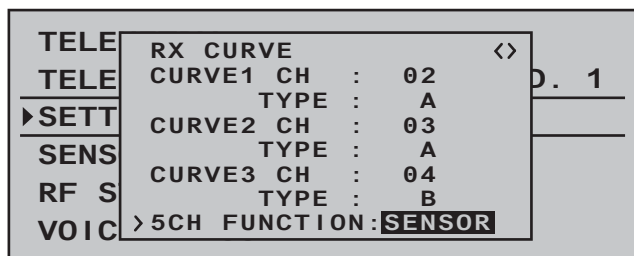 TELE
TELE D. 1
SETT
SENS
RF S
VOIC
RX CURVE <>
CURVE1 CH : 02
TYPE : A
CURVE2 CH : 03
TYPE : A
CURVE3 CH : 04
TYPE : B
>5CH FUNCTION:SENSOR